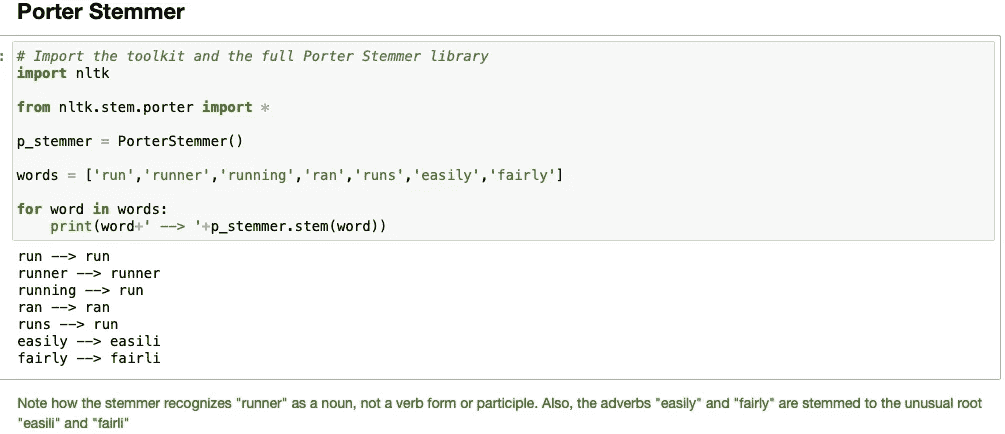 Porter Stemmer
: # Import the toolkit and the full Porter Stemmer library
import nltk
from nltk.stem.porter import *
p_stemmer = PorterStemmer()
words = ['run','runner','running','ran','runs','easily','fairly']
for word in words:
    print(word+' --> '+p_stemmer.stem(word))
run --> run
runner --> runner
running --> run
ran --> ran
runs --> run
easily --> easili
fairly --> fairli
Note how the stemmer recognizes "runner" as a noun, not a verb form or participle. Also, the adverbs "easily" and "fairly" are stemmed to the unusual root
"easili" and "fairli"